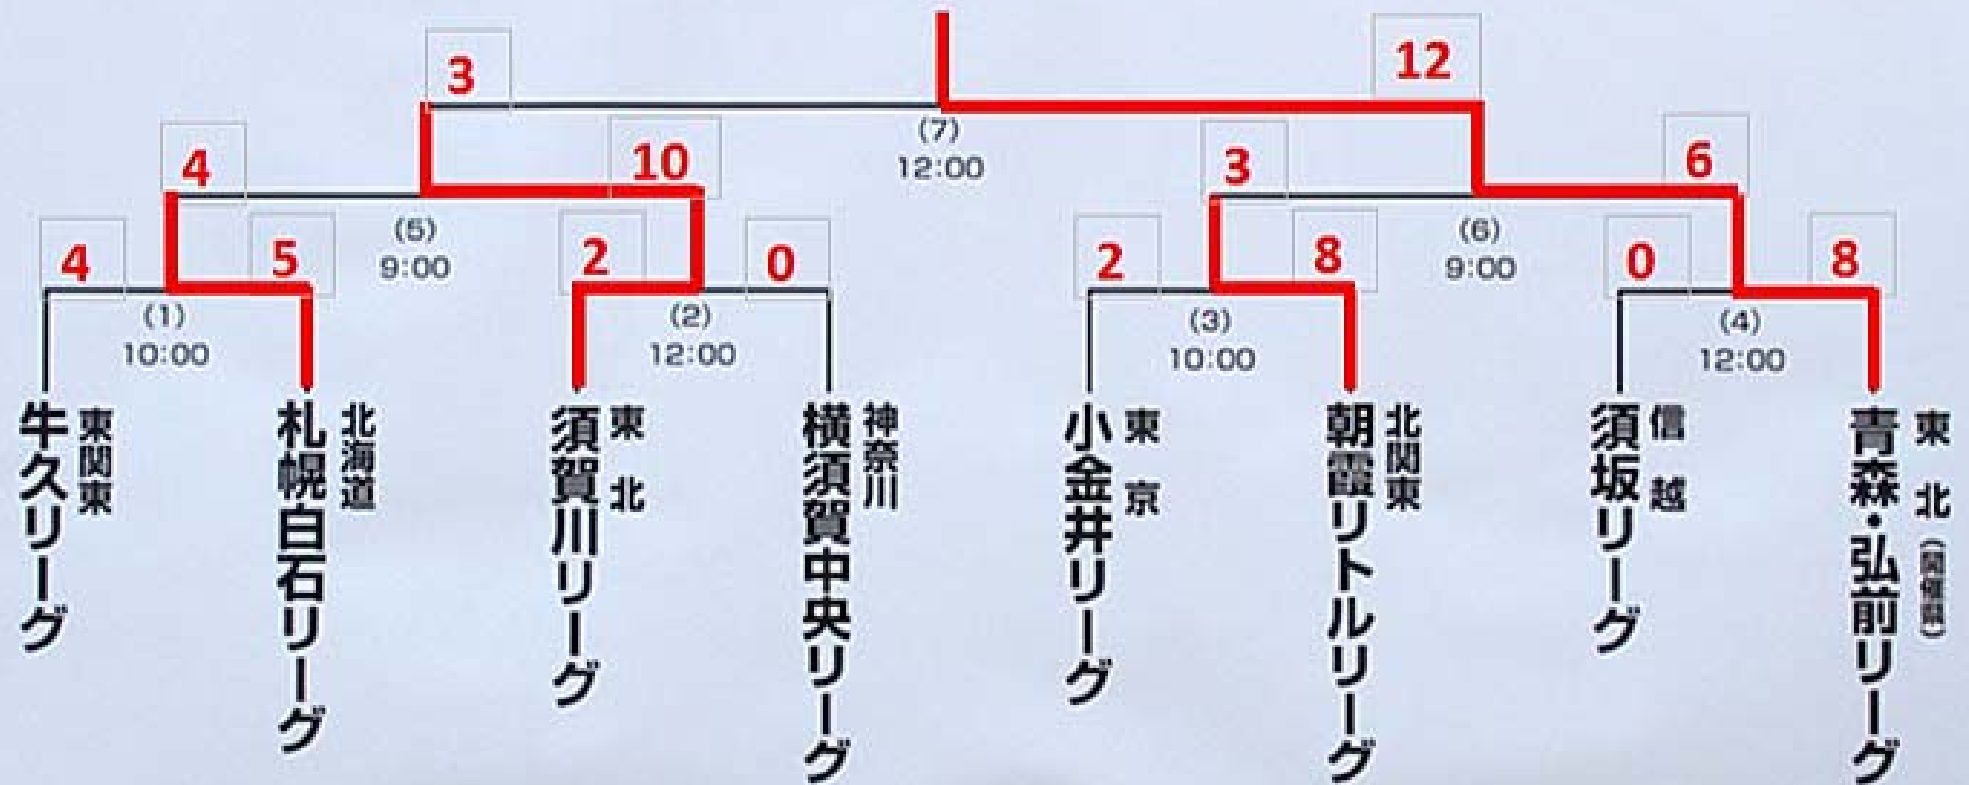 3
12
(7)
12:00
4
10
3
6
(5)
9:00
(6)
9:00
4
5
2
0
2
8
0
8
(1)
10:00
(2)
12:00
(3)
10:00
(4)
12:00
東関東
牛久リーグ
北海道
札幌白石リーグ
東北
須賀川リーグ
神奈川
横須賀中央リーグ
東京
小金井リーグ
北関東
朝霞リトルリーグ
信越
須坂リーグ
東北(開催県)
青森・弘前リーグ